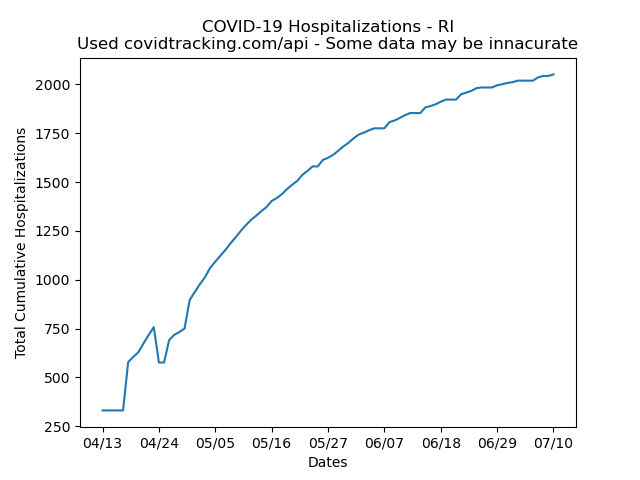 COVID-19 Hospitalizations - RI
Used covidtracking.com/api - Some data may be innacurate
Total Cumulative Hospitalizations
2000
1750
1500
1250
1000
750
500
250
04/13 04/24 05/05 05/16 05/27 06/07 06/18 06/29 07/10
Dates